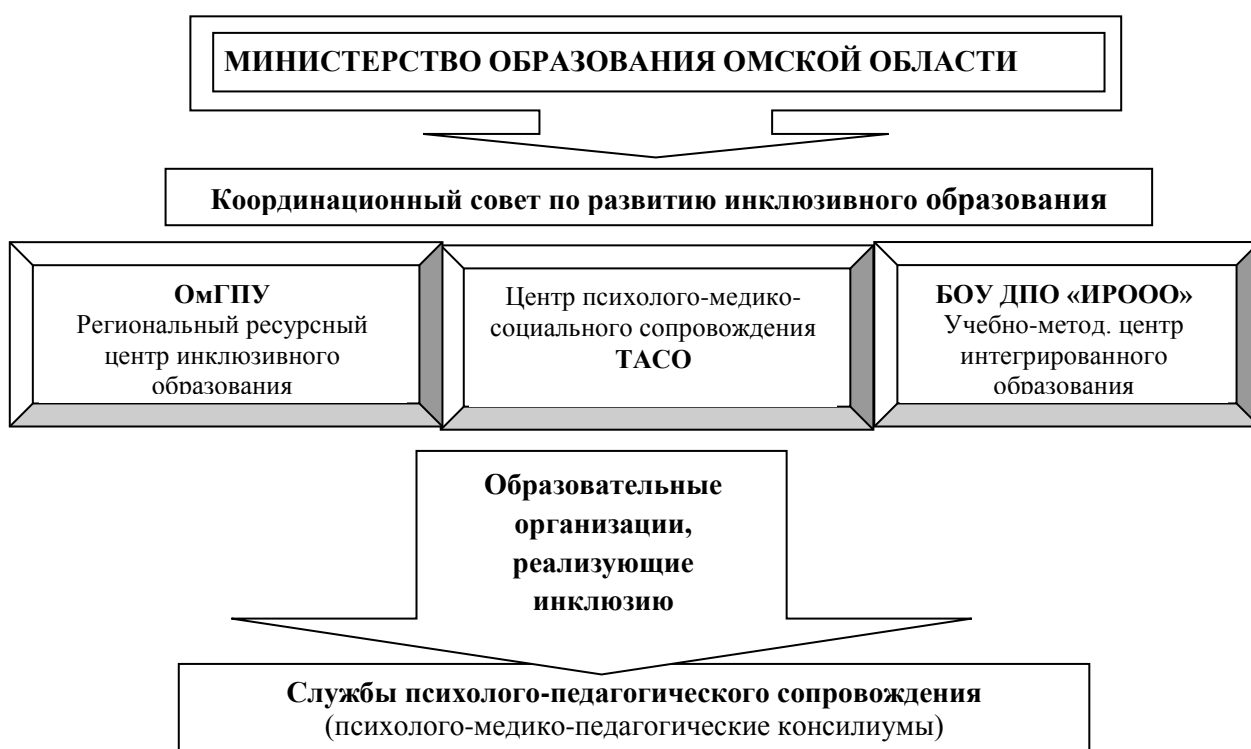 МИНИСТЕРСТВО ОБРАЗОВАНИЯ ОМСКОЙ ОБЛАСТИ
Координационный совет по развитию инклюзивного образования
ОмГПУ
Региональный ресурсный
центр инклюзивного
образования
Центр психолого-медико-
социального сопровождения
ТАСО
БОУ ДПО «ИРООО»
Учебно-метод. центр
интегрированного
образования
Образовательные
организации,
реализующие
инклюзию
Службы психолого-педагогического сопровождения
(психолого-медико-педагогические консилиумы)